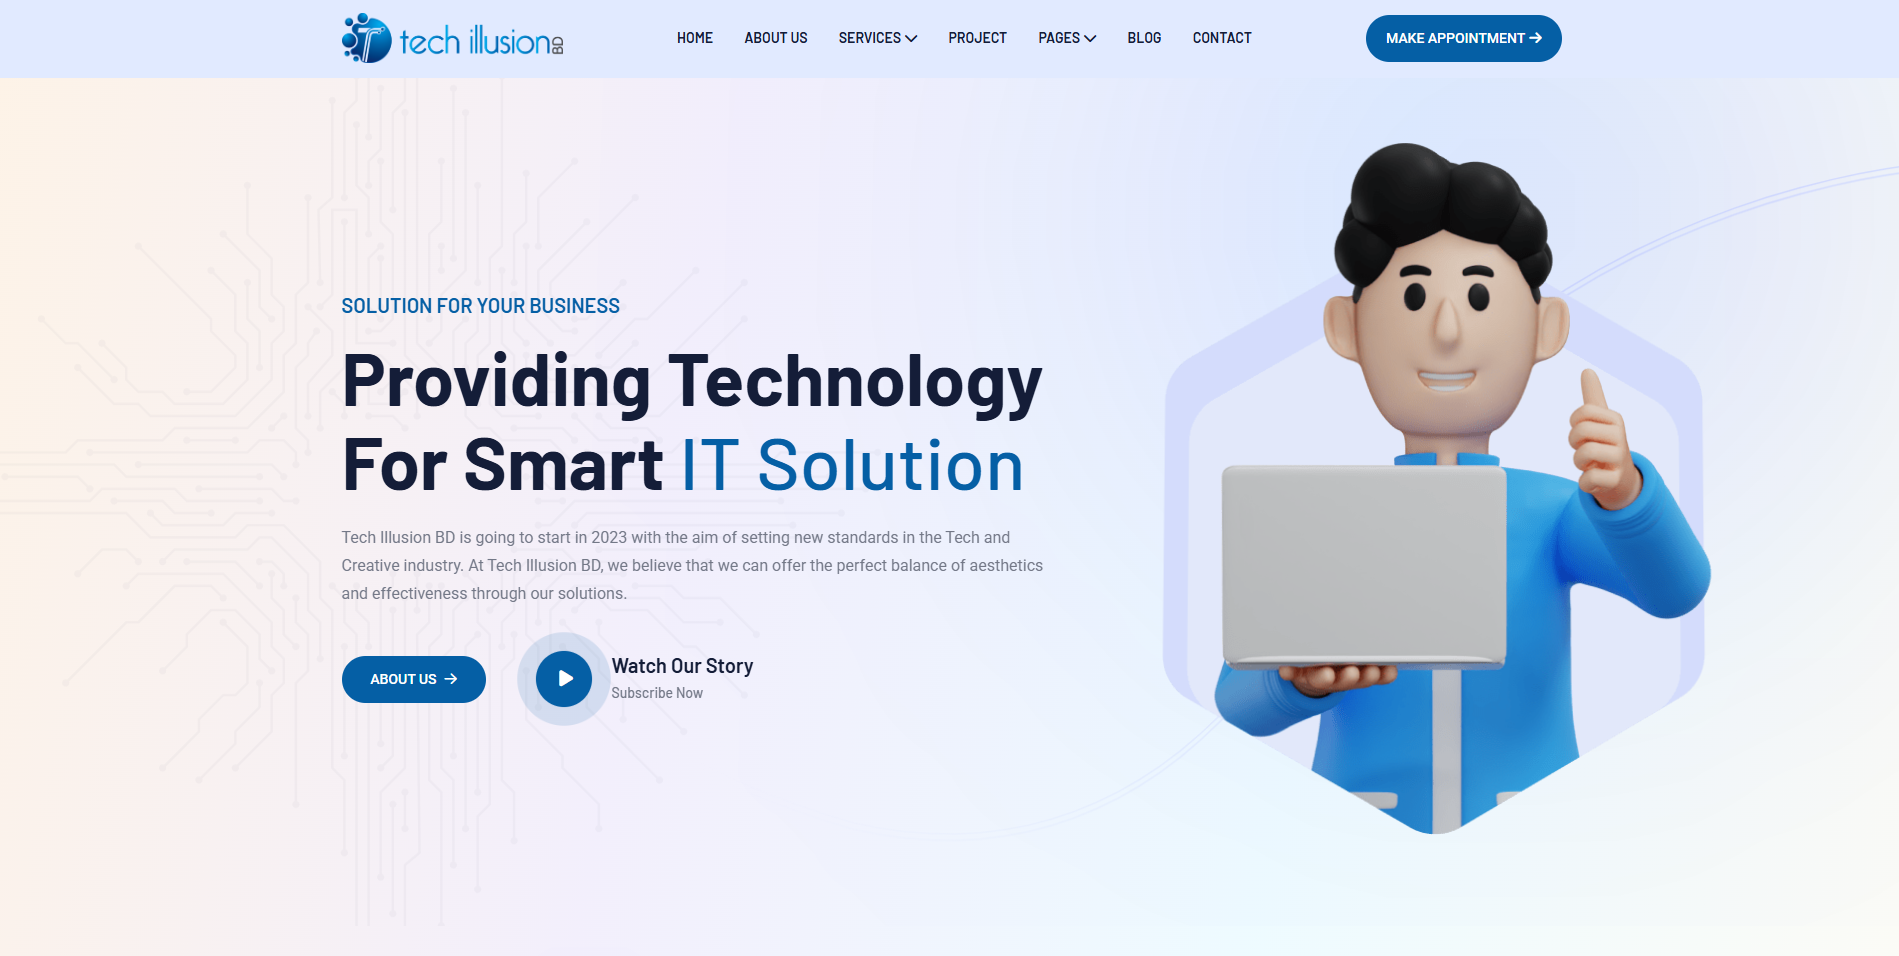 tech illusion BD
HOME ABOUT US SERVICES PROJECT PAGES BLOG CONTACT
MAKE APPOINTMENT
SOLUTION FOR YOUR BUSINESS
Providing Technology
For Smart IT Solution
Tech Illusion BD is going to start in 2023 with the aim of setting new standards in the Tech and
Creative industry. At Tech Illusion BD, we believe that we can offer the perfect balance of aesthetics
and effectiveness through our solutions.
ABOUT US
Watch Our Story
Subscribe Now